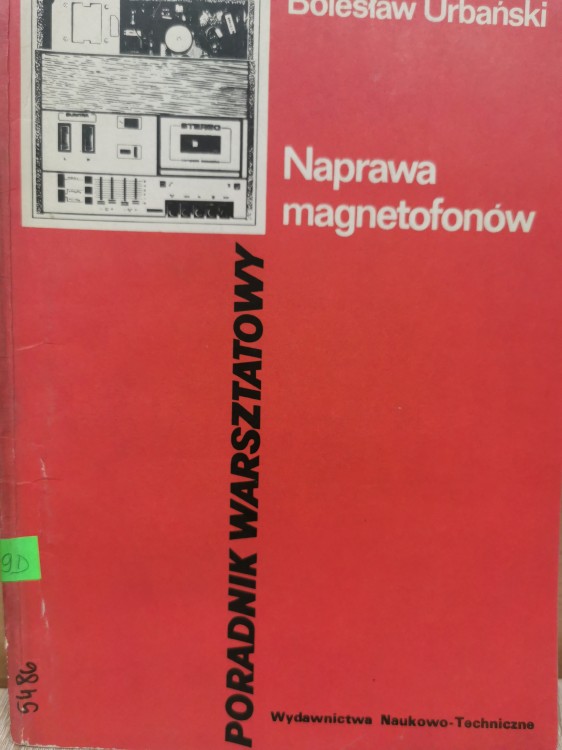 Bolesław Urbański
STEREO
Naprawa
magnetofonów
PORADNIK WARSZTATOWY
9D
5486
Wydawnictwa Naukowo-Techniczne